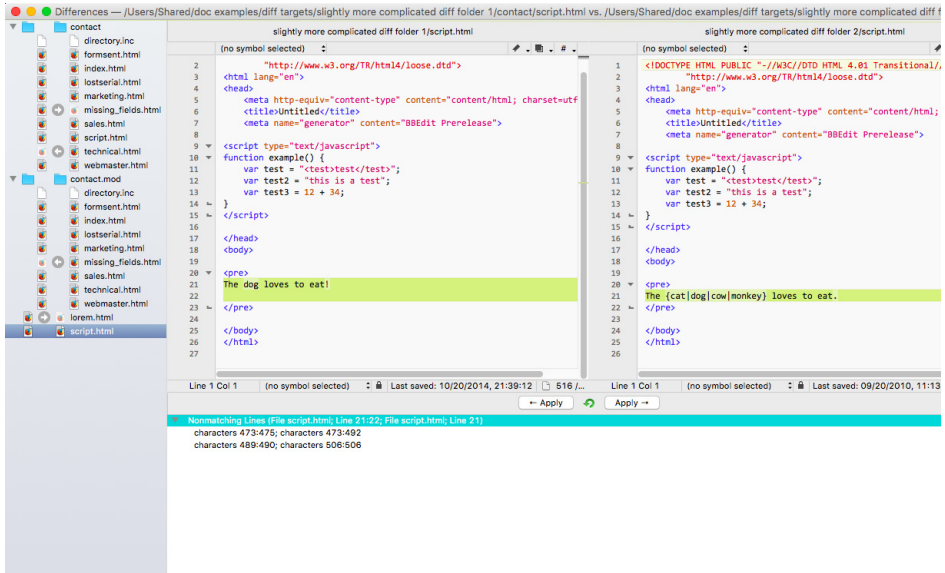 Differences — /Users/Shared/doc examples/diff targets/slightly more complicated diff folder 1/contact/script.html vs. /Users/Shared/doc examples/diff targets/slightly more complicated diff f
contact
directory.inc
formsent.html
index.html
lostserial.html
marketing.html
missing_fields.html
sales.html
script.html
technical.html
webmaster.html
contact.mod
directory.inc
formsent.html
index.html
lostserial.html
marketing.html
missing_fields.html
sales.html
technical.html
webmaster.html
lorem.html
script.html
slightly more complicated diff folder 1/script.html
(no symbol selected) #
2 "http://www.w3.org/TR/html4/loose.dtd">
3 <html lang="en">
4 <head>
5 <meta http-equiv="content-type" content="content/html; charset=utf
6 <title>Untitled</title>
7 <meta name="generator" content="BBEdit Prerelease">
8
9 <script type="text/javascript">
10 function example() {
11 var test = "<test>test</test>";
12 var test2 = "this is a test";
13 var test3 = 12 + 34;
14 }
15 </script>
16
17 </head>
18 <body>
19
20 <pre>
21 The dog loves to eat!
22
23 </pre>
24
25 </body>
26 </html>
27
Line 1 Col 1 (no symbol selected) Last saved: 10/20/2014, 21:39:12 516 /...
slightly more complicated diff folder 2/script.html
(no symbol selected)
1 <!DOCTYPE HTML PUBLIC "-//W3C//DTD HTML 4.01 Transitional//
2 "http://www.w3.org/TR/html4/loose.dtd">
3 <html lang="en">
4 <head>
5 <meta http-equiv="content-type" content="content/html;
6 <title>Untitled</title>
7 <meta name="generator" content="BBEdit Prerelease">
8
9 <script type="text/javascript">
10 function example() {
11 var test = "<test>test</test>";
12 var test2 = "this is a test";
13 var test3 = 12 + 34;
14 }
15 </script>
16
17 </head>
18 <body>
19
20 <pre>
21 The {cat|dog|cow|monkey} loves to eat.
22 </pre>
23
24 </body>
25 </html>
26
Line 1 Col 1 (no symbol selected) Last saved: 09/20/2010, 11:13
← Apply Apply →
Nonmatching Lines (File script.html; Line 21:22; File script.html; Line 21)
characters 473:475; characters 473:492
characters 489:490; characters 506:506